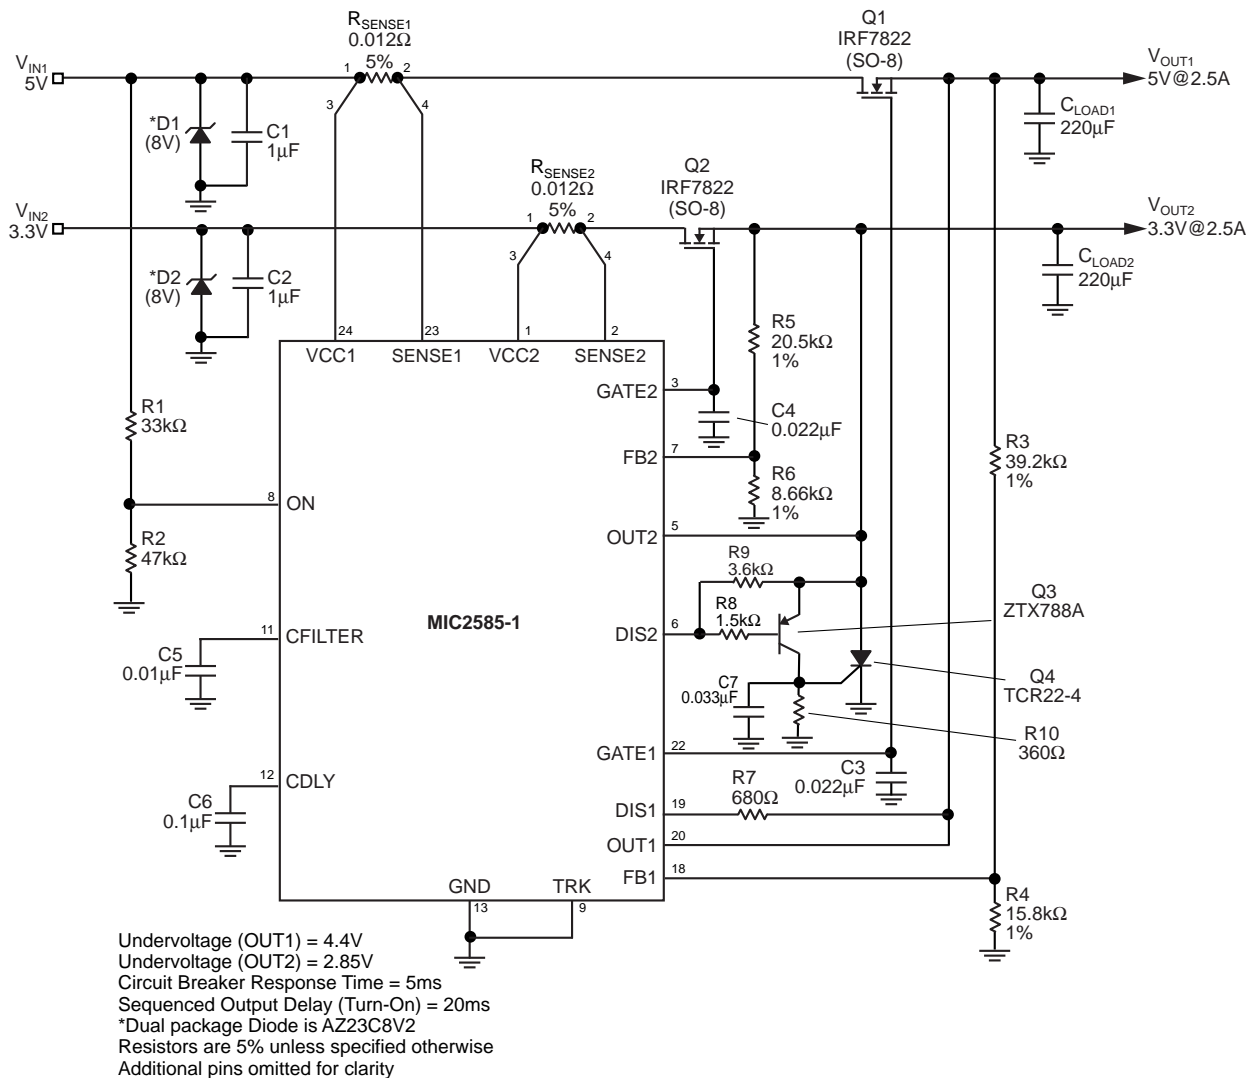 R_SENSE1
0.012Ω
5%
Q1
IRF7822
(SO-8)
V_IN1
5V
1
2
3
4
V_OUT1
5V@2.5A
*D1
(8V)
C1
1µF
C_LOAD1
220µF
R_SENSE2
0.012Ω
5%
Q2
IRF7822
(SO-8)
V_IN2
3.3V
1
2
3
4
V_OUT2
3.3V@2.5A
*D2
(8V)
C2
1µF
C_LOAD2
220µF
24
23
1
2
VCC1
SENSE1
VCC2
SENSE2
R5
20.5kΩ
1%
GATE2
3
C4
0.022µF
R1
33kΩ
FB2
7
R3
39.2kΩ
1%
R6
8.66kΩ
1%
8
ON
OUT2
5
R2
47kΩ
R9
3.6kΩ
Q3
ZTX788A
R8
1.5kΩ
MIC2585-1
DIS2
6
11
CFILTER
C5
0.01µF
C7
0.033µF
Q4
TCR22-4
R10
360Ω
GATE1
22
C3
0.022µF
12
CDLY
C6
0.1µF
R7
680Ω
DIS1
19
OUT1
20
FB1
18
GND
TRK
13
9
R4
15.8kΩ
1%
Undervoltage (OUT1) = 4.4V
Undervoltage (OUT2) = 2.85V
Circuit Breaker Response Time = 5ms
Sequenced Output Delay (Turn-On) = 20ms
*Dual package Diode is AZ23C8V2
Resistors are 5% unless specified otherwise
Additional pins omitted for clarity